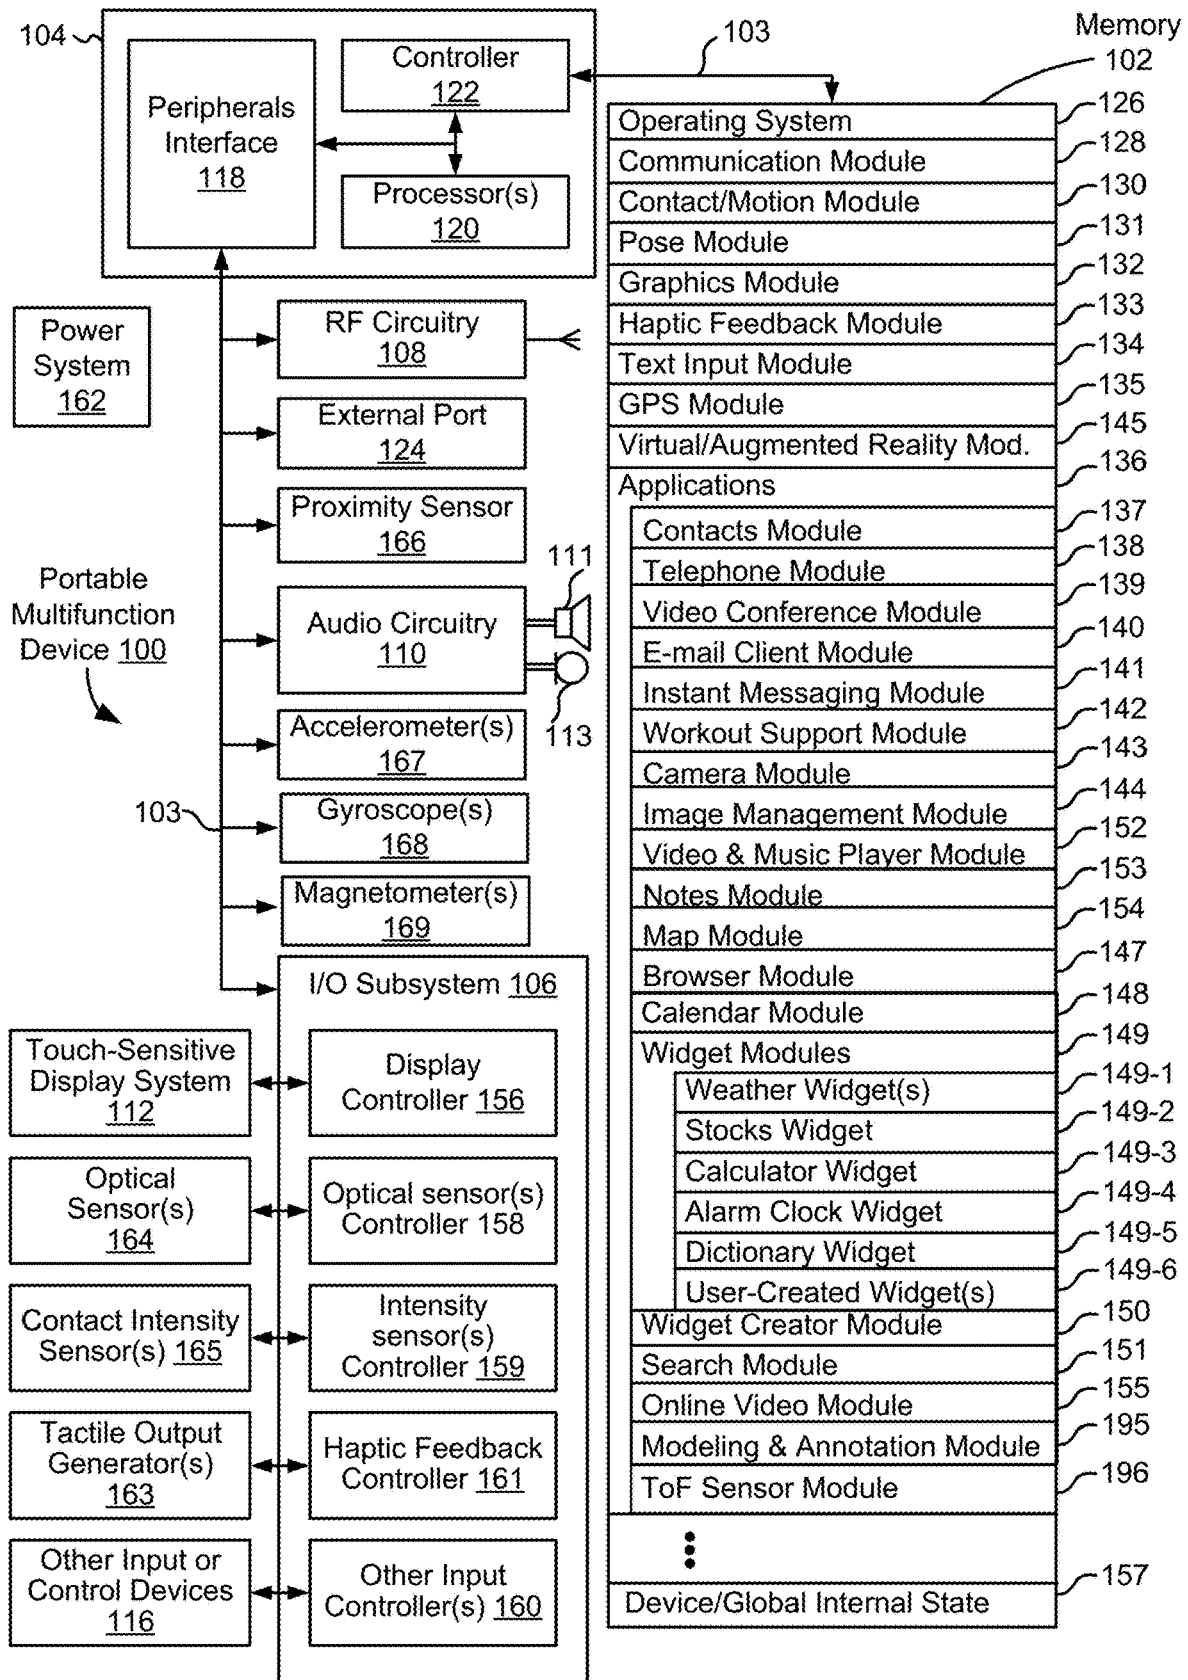 104
Peripherals
Interface
118
Controller
122
Processor(s)
120
103
Memory
102
Power
System
162
RF Circuitry
108
External Port
124
Proximity Sensor
166
Portable
Multifunction
Device 100
Audio Circuitry
110
111
113
Accelerometer(s)
167
103
Gyroscope(s)
168
Magnetometer(s)
169
I/O Subsystem 106
Touch-Sensitive
Display System
112
Display
Controller 156
Optical
Sensor(s)
164
Optical sensor(s)
Controller 158
Contact Intensity
Sensor(s) 165
Intensity
sensor(s)
Controller 159
Tactile Output
Generator(s)
163
Haptic Feedback
Controller 161
Other Input or
Control Devices
116
Other Input
Controller(s) 160
Operating System 126
Communication Module 128
Contact/Motion Module 130
Pose Module 131
Graphics Module 132
Haptic Feedback Module 133
Text Input Module 134
GPS Module 135
Virtual/Augmented Reality Mod. 145
Applications 136
Contacts Module 137
Telephone Module 138
Video Conference Module 139
E-mail Client Module 140
Instant Messaging Module 141
Workout Support Module 142
Camera Module 143
Image Management Module 144
Video & Music Player Module 152
Notes Module 153
Map Module 154
Browser Module 147
Calendar Module 148
Widget Modules 149
Weather Widget(s) 149-1
Stocks Widget 149-2
Calculator Widget 149-3
Alarm Clock Widget 149-4
Dictionary Widget 149-5
User-Created Widget(s) 149-6
Widget Creator Module 150
Search Module 151
Online Video Module 155
Modeling & Annotation Module 195
ToF Sensor Module 196
Device/Global Internal State 157